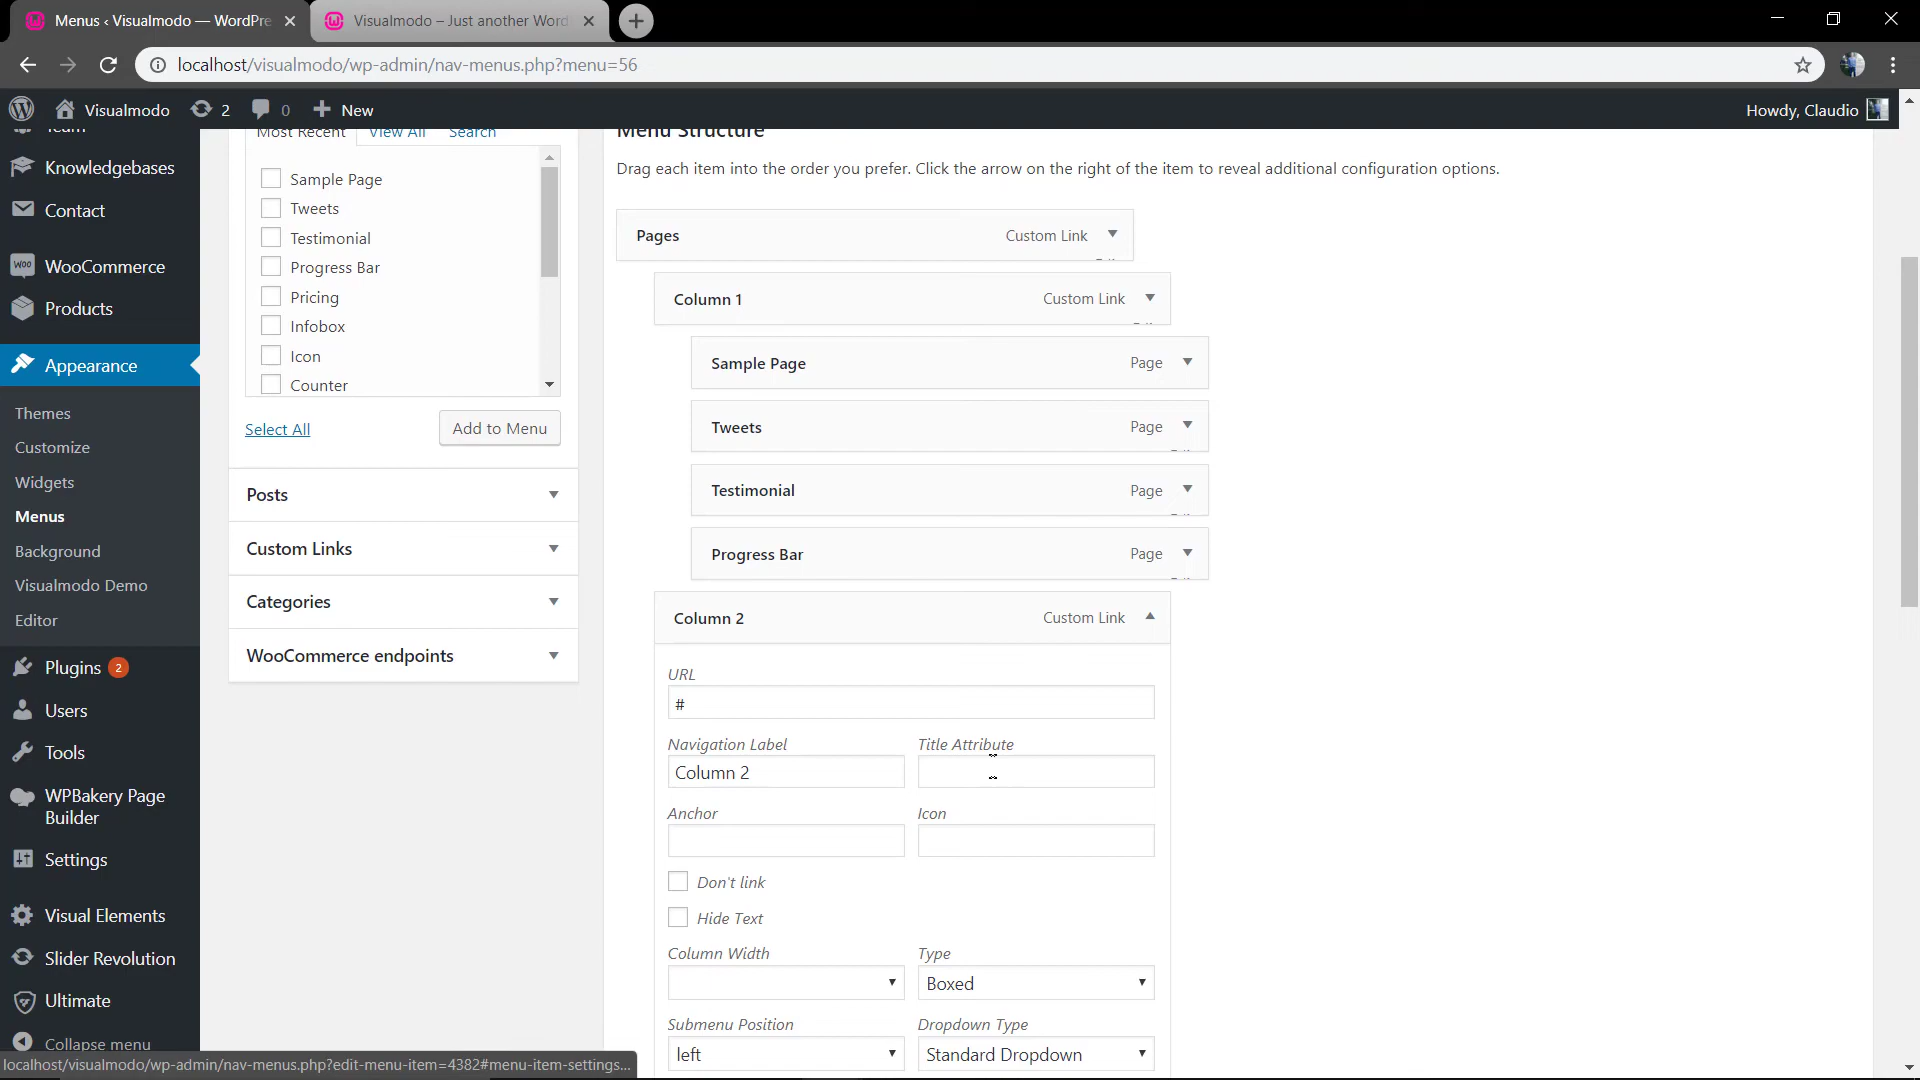 Menus ‹ Visualmodo — WordPre
Visualmodo – Just another Word
localhost/visualmodo/wp-admin/nav-menus.php?menu=56
Visualmodo
2
0
New
Howdy, Claudio
Team
Knowledgebases
Contact
WooCommerce
Products
Appearance
Themes
Customize
Widgets
Menus
Background
Visualmodo Demo
Editor
Plugins 2
Users
Tools
WPBakery Page
Builder
Settings
Visual Elements
Slider Revolution
Ultimate
Collapse menu
Most Recent View All Search
Sample Page
Tweets
Testimonial
Progress Bar
Pricing
Infobox
Icon
Counter
Select All Add to Menu
Posts
Custom Links
Categories
WooCommerce endpoints
Menu Structure
Drag each item into the order you prefer. Click the arrow on the right of the item to reveal additional configuration options.
Pages Custom Link
Column 1 Custom Link
Sample Page Page
Tweets Page
Testimonial Page
Progress Bar Page
Column 2 Custom Link
URL
#
Navigation Label Title Attribute
Column 2
Anchor Icon
Don't link
Hide Text
Column Width Type
Boxed
Submenu Position Dropdown Type
left Standard Dropdown
localhost/visualmodo/wp-admin/nav-menus.php?edit-menu-item=4382#menu-item-settings...